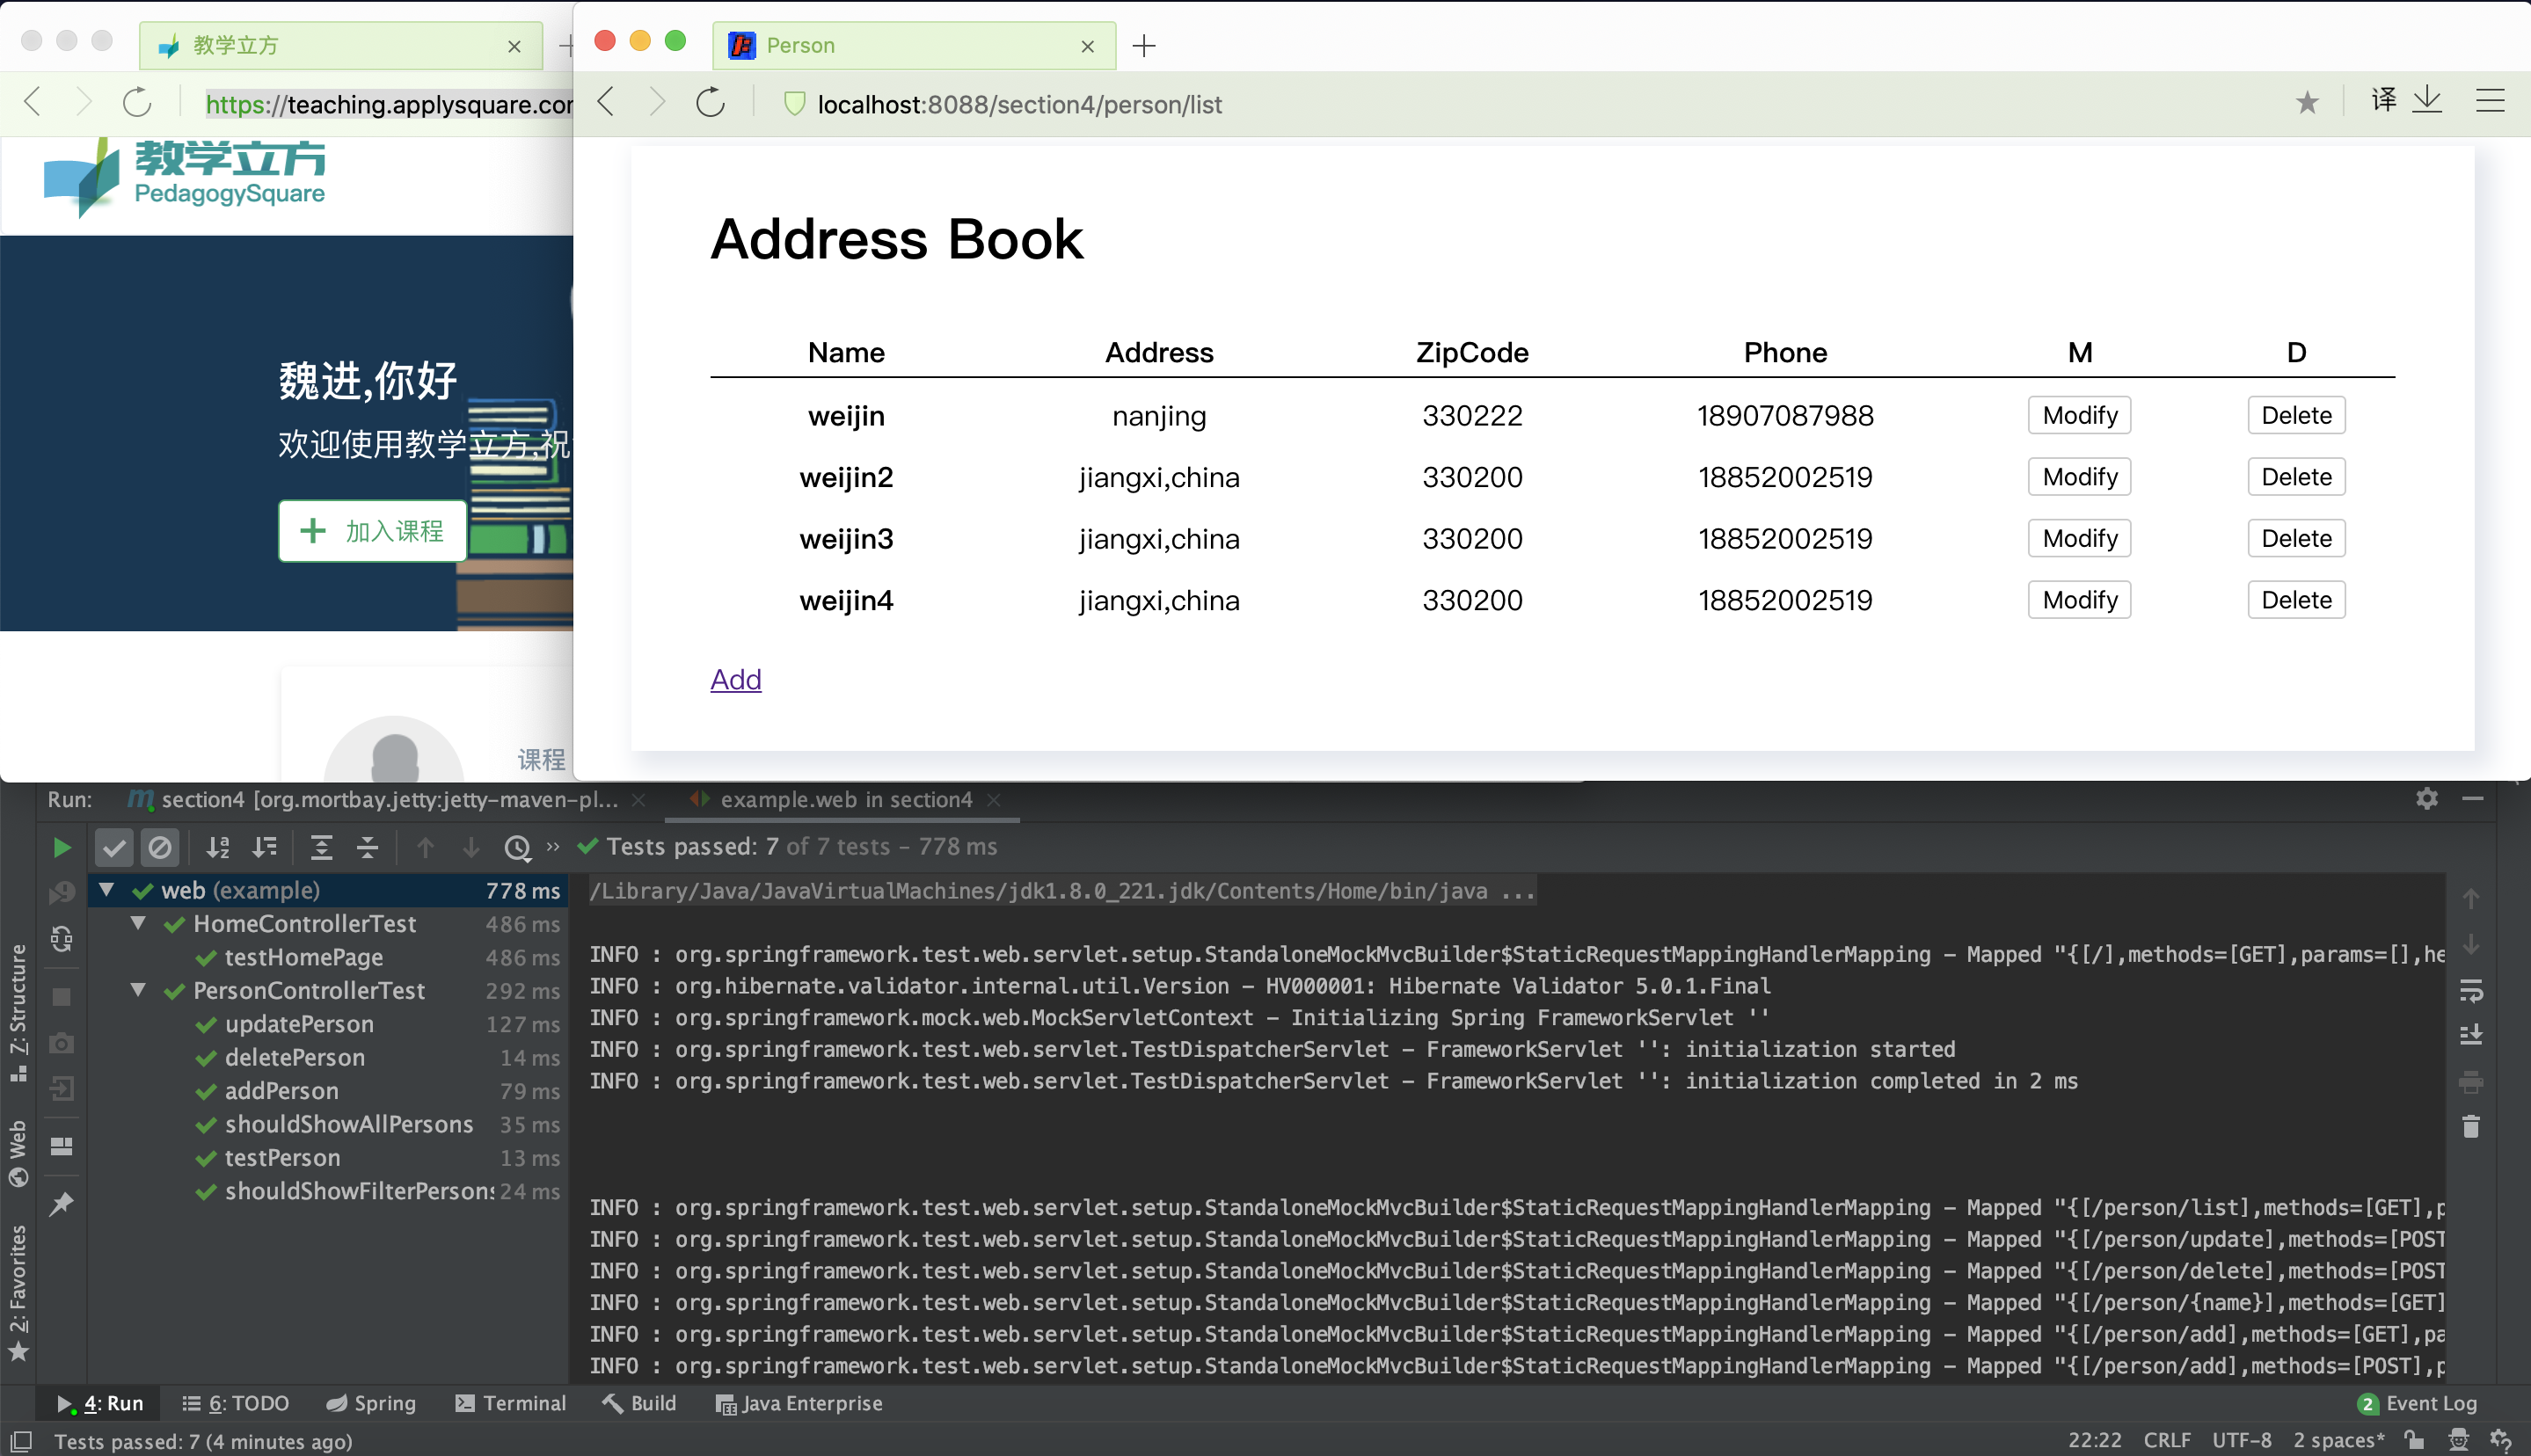 教学立方
https://teaching.applysquare.cor
教学立方
PedagogySquare
魏进,你好
欢迎使用教学立方,祝
加入课程
课程
Person
localhost:8088/section4/person/list
译
Address Book
Name Address ZipCode Phone M D
weijin nanjing 330222 18907087988 Modify Delete
weijin2 jiangxi,china 330200 18852002519 Modify Delete
weijin3 jiangxi,china 330200 18852002519 Modify Delete
weijin4 jiangxi,china 330200 18852002519 Modify Delete
Add
Run: section4 [org.mortbay.jetty:jetty-maven-pl... example.web in section4
Tests passed: 7 of 7 tests – 778 ms
web (example) 778 ms
HomeControllerTest 486 ms
testHomePage 486 ms
PersonControllerTest 292 ms
updatePerson 127 ms
deletePerson 14 ms
addPerson 79 ms
shouldShowAllPersons 35 ms
testPerson 13 ms
shouldShowFilterPersons 24 ms
/Library/Java/JavaVirtualMachines/jdk1.8.0_221.jdk/Contents/Home/bin/java ...
INFO : org.springframework.test.web.servlet.setup.StandaloneMockMvcBuilder$StaticRequestMappingHandlerMapping - Mapped "{[/],methods=[GET],params=[],he
INFO : org.hibernate.validator.internal.util.Version - HV000001: Hibernate Validator 5.0.1.Final
INFO : org.springframework.mock.web.MockServletContext - Initializing Spring FrameworkServlet ''
INFO : org.springframework.test.web.servlet.TestDispatcherServlet - FrameworkServlet '': initialization started
INFO : org.springframework.test.web.servlet.TestDispatcherServlet - FrameworkServlet '': initialization completed in 2 ms
INFO : org.springframework.test.web.servlet.setup.StandaloneMockMvcBuilder$StaticRequestMappingHandlerMapping - Mapped "{[/person/list],methods=[GET],p
INFO : org.springframework.test.web.servlet.setup.StandaloneMockMvcBuilder$StaticRequestMappingHandlerMapping - Mapped "{[/person/update],methods=[POST
INFO : org.springframework.test.web.servlet.setup.StandaloneMockMvcBuilder$StaticRequestMappingHandlerMapping - Mapped "{[/person/delete],methods=[POST
INFO : org.springframework.test.web.servlet.setup.StandaloneMockMvcBuilder$StaticRequestMappingHandlerMapping - Mapped "{[/person/{name}],methods=[GET]
INFO : org.springframework.test.web.servlet.setup.StandaloneMockMvcBuilder$StaticRequestMappingHandlerMapping - Mapped "{[/person/add],methods=[GET],pa
INFO : org.springframework.test.web.servlet.setup.StandaloneMockMvcBuilder$StaticRequestMappingHandlerMapping - Mapped "{[/person/add],methods=[POST],p
Z: Structure
Web
2: Favorites
4: Run 6: TODO Spring Terminal Build Java Enterprise 2 Event Log
Tests passed: 7 (4 minutes ago) 22:22 CRLF UTF-8 2 spaces*